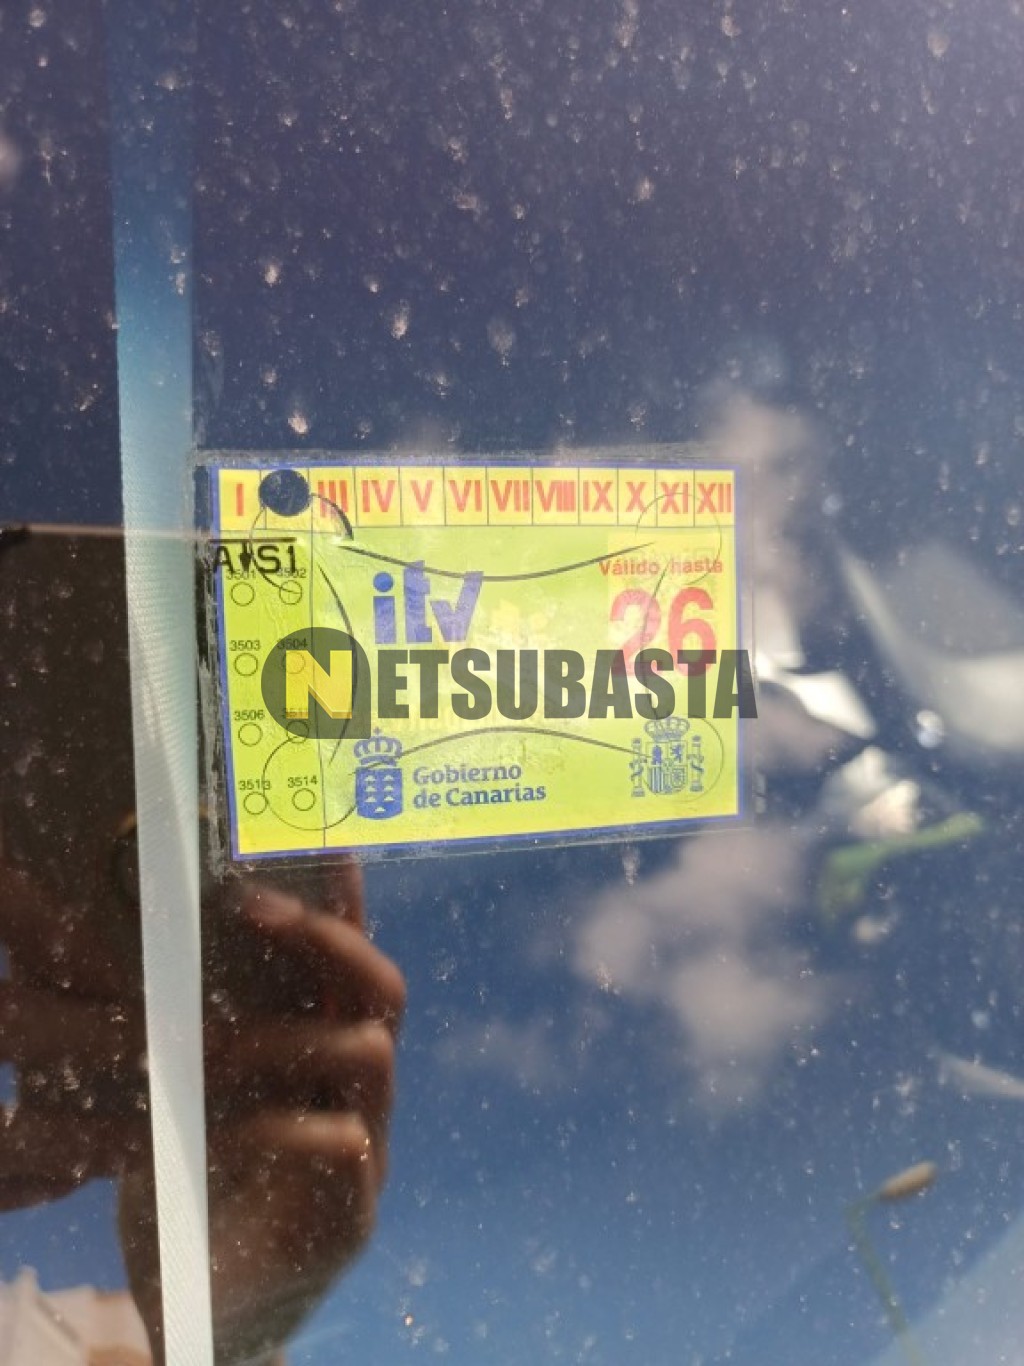 I III IV V VI VII VIII IX X XI XII
A S1
3501 3502
Válido hasta
itv
26
3503 3504
NETSUBASTA
3506
3513 3514
Gobierno
de Canarias